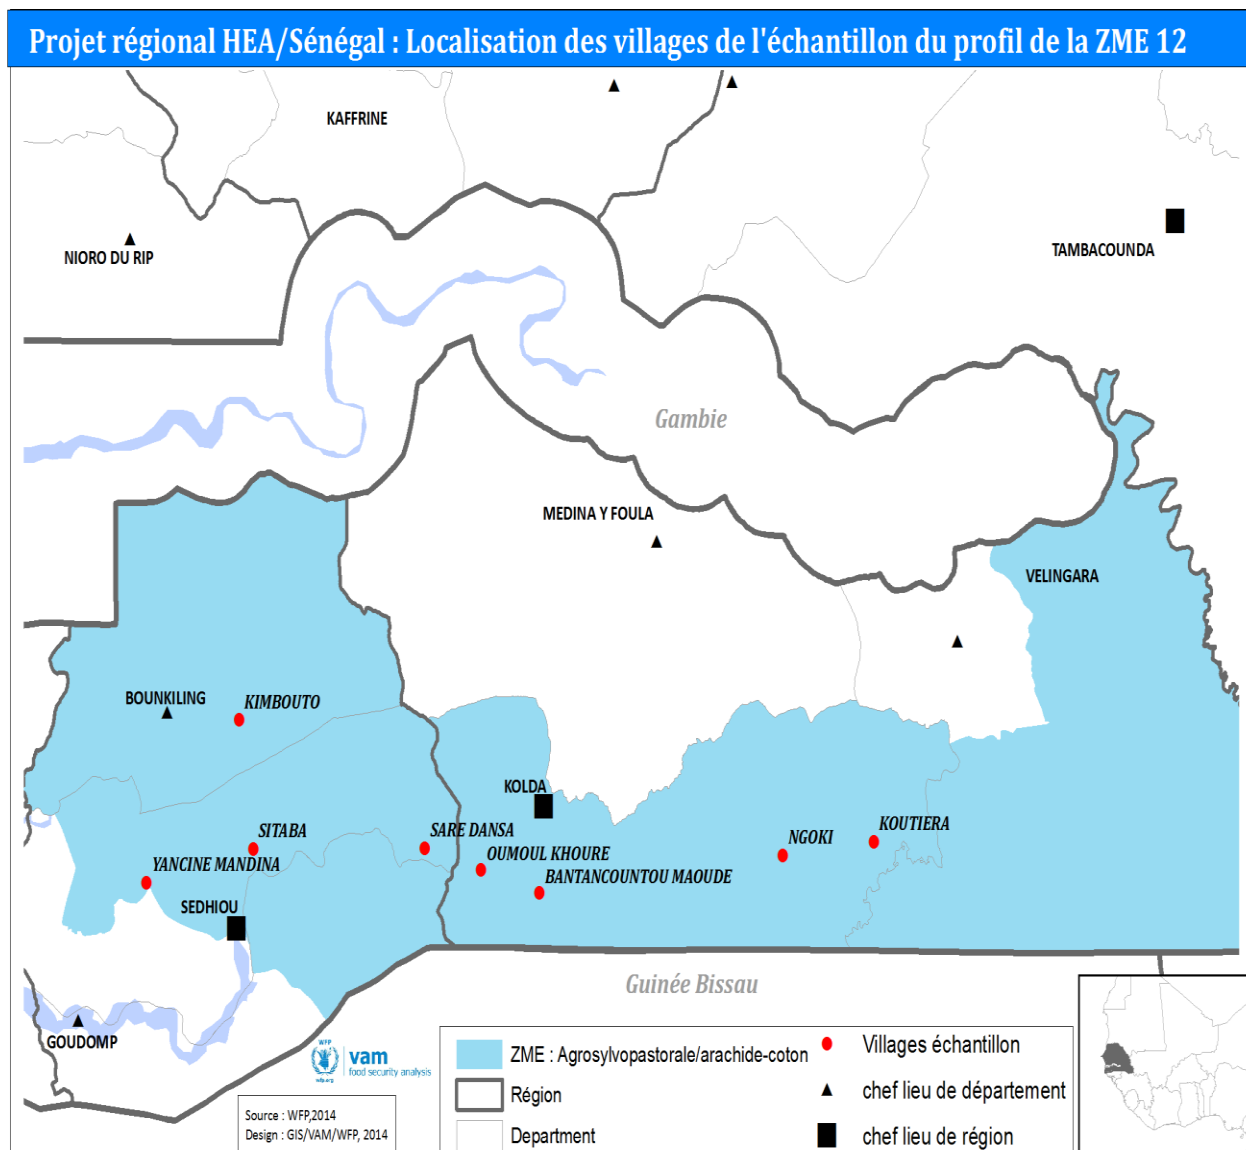 Projet régional HEA/Sénégal : Localisation des villages de l'échantillon du profil de la ZME 12
KAFFRINE
NIORO DU RIP
TAMBACOUNDA
Gambie
MEDINA Y FOULA
VELINGARA
BOUNKILING
KIMBOUTO
KOLDA
SITABA
SARE DANSA
NGOKI
KOUTIERA
YANCINE MANDINA
OUMOUL KHOURE
BANTANCOUNTOU MAOUDE
SEDHIOU
Guinée Bissau
GOUDOMP
WFP
wfp.org
vam
food security analysis
Source : WFP,2014
Design : GIS/VAM/WFP, 2014
ZME : Agrosylvopastorale/arachide-coton
Région
Department
Villages échantillon
chef lieu de département
chef lieu de région